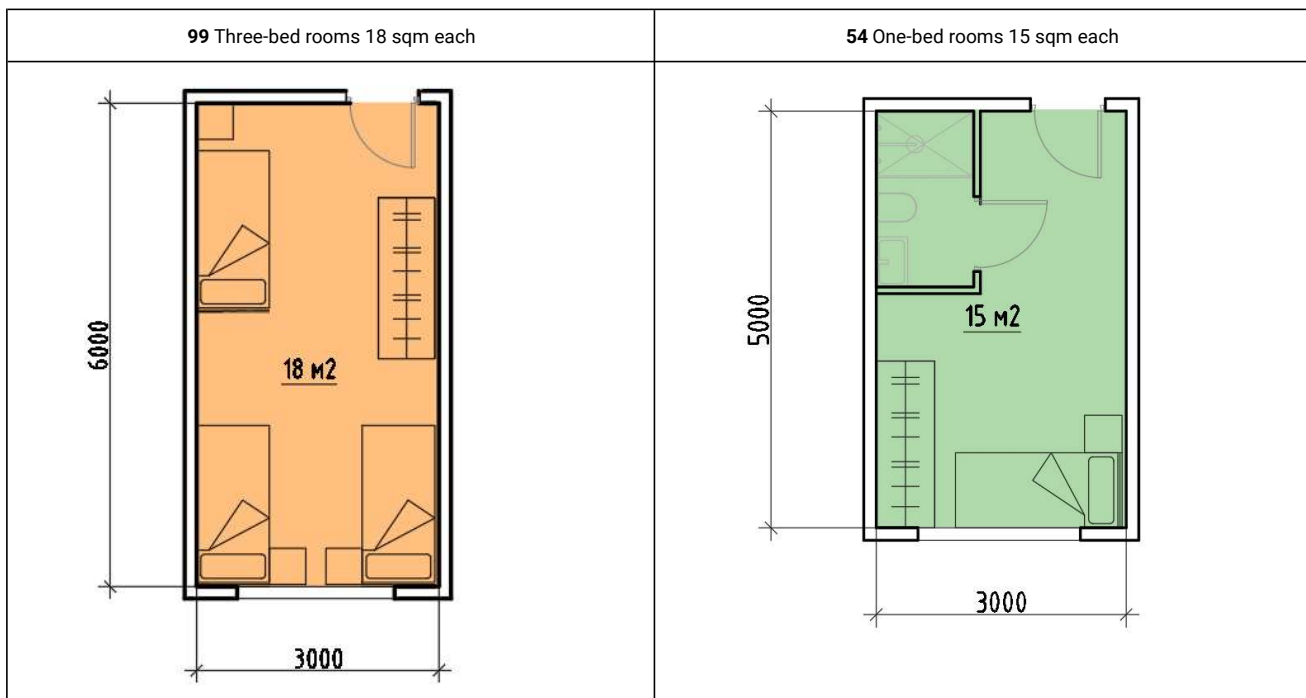 99 Three-bed rooms 18 sqm each
54 One-bed rooms 15 sqm each
6000
18 м2
3000
5000
15 м2
3000